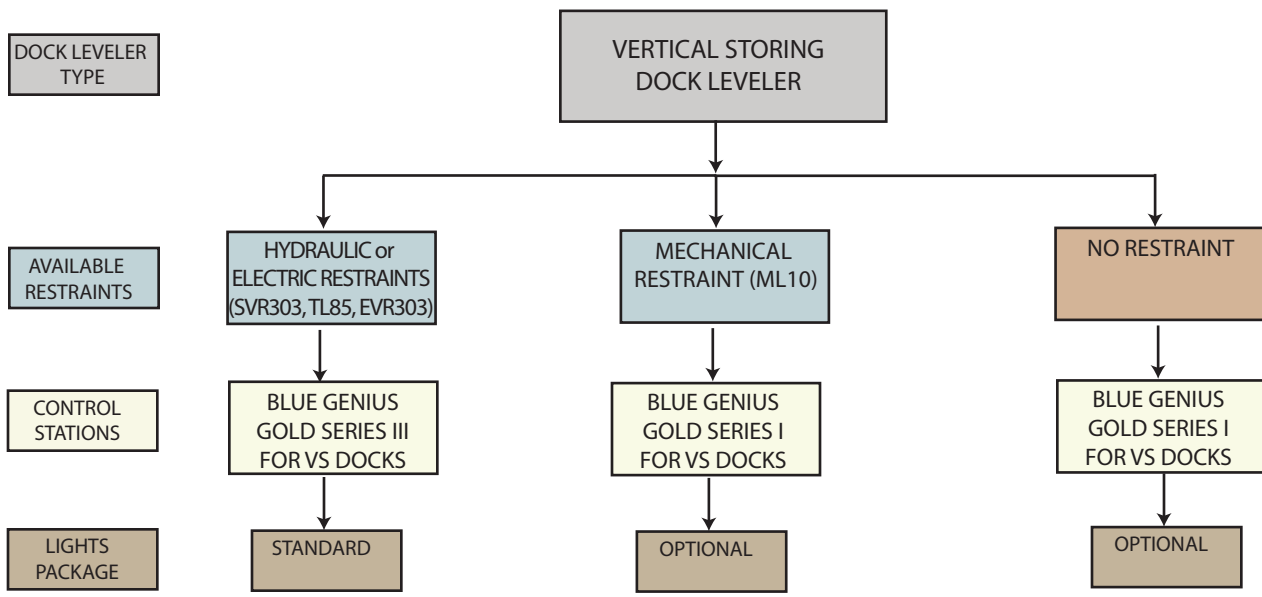 DOCK LEVELER
TYPE
VERTICAL STORING
DOCK LEVELER
AVAILABLE
RESTRAINTS
HYDRAULIC or
ELECTRIC RESTRAINTS
(SVR303, TL85, EVR303)
MECHANICAL
RESTRAINT (ML10)
NO RESTRAINT
CONTROL
STATIONS
BLUE GENIUS
GOLD SERIES III
FOR VS DOCKS
BLUE GENIUS
GOLD SERIES I
FOR VS DOCKS
BLUE GENIUS
GOLD SERIES I
FOR VS DOCKS
LIGHTS
PACKAGE
STANDARD
OPTIONAL
OPTIONAL